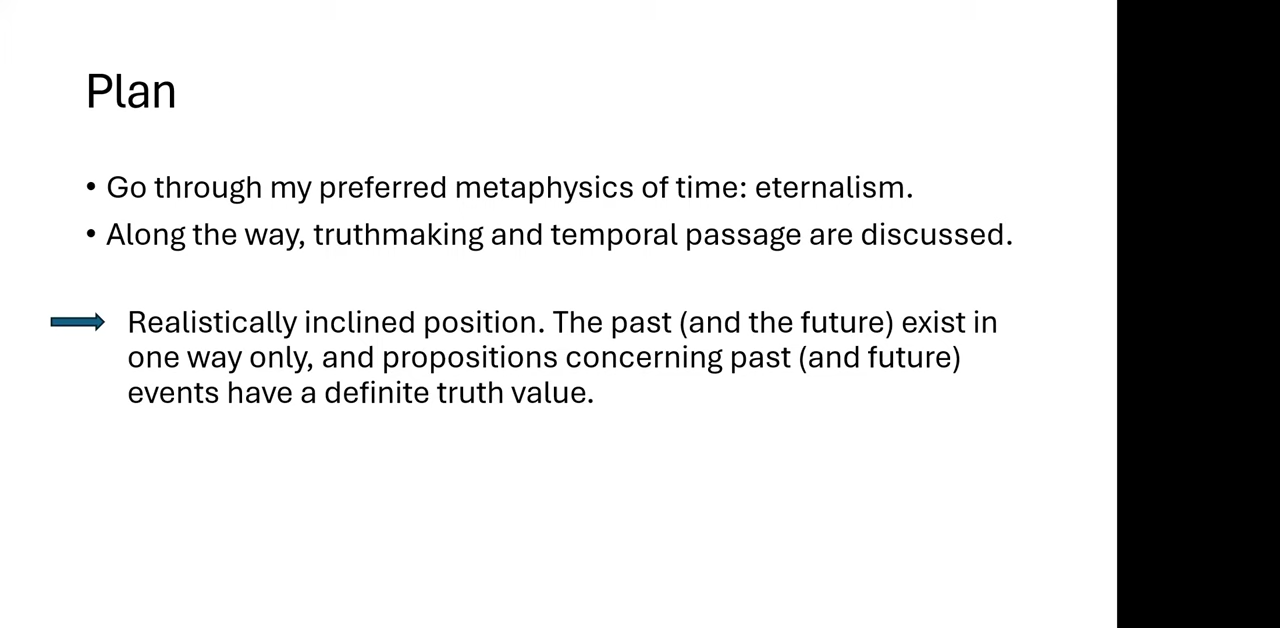 Plan
• Go through my preferred metaphysics of time: eternalism.
• Along the way, truthmaking and temporal passage are discussed.
Realistically inclined position. The past (and the future) exist in
one way only, and propositions concerning past (and future)
events have a definite truth value.